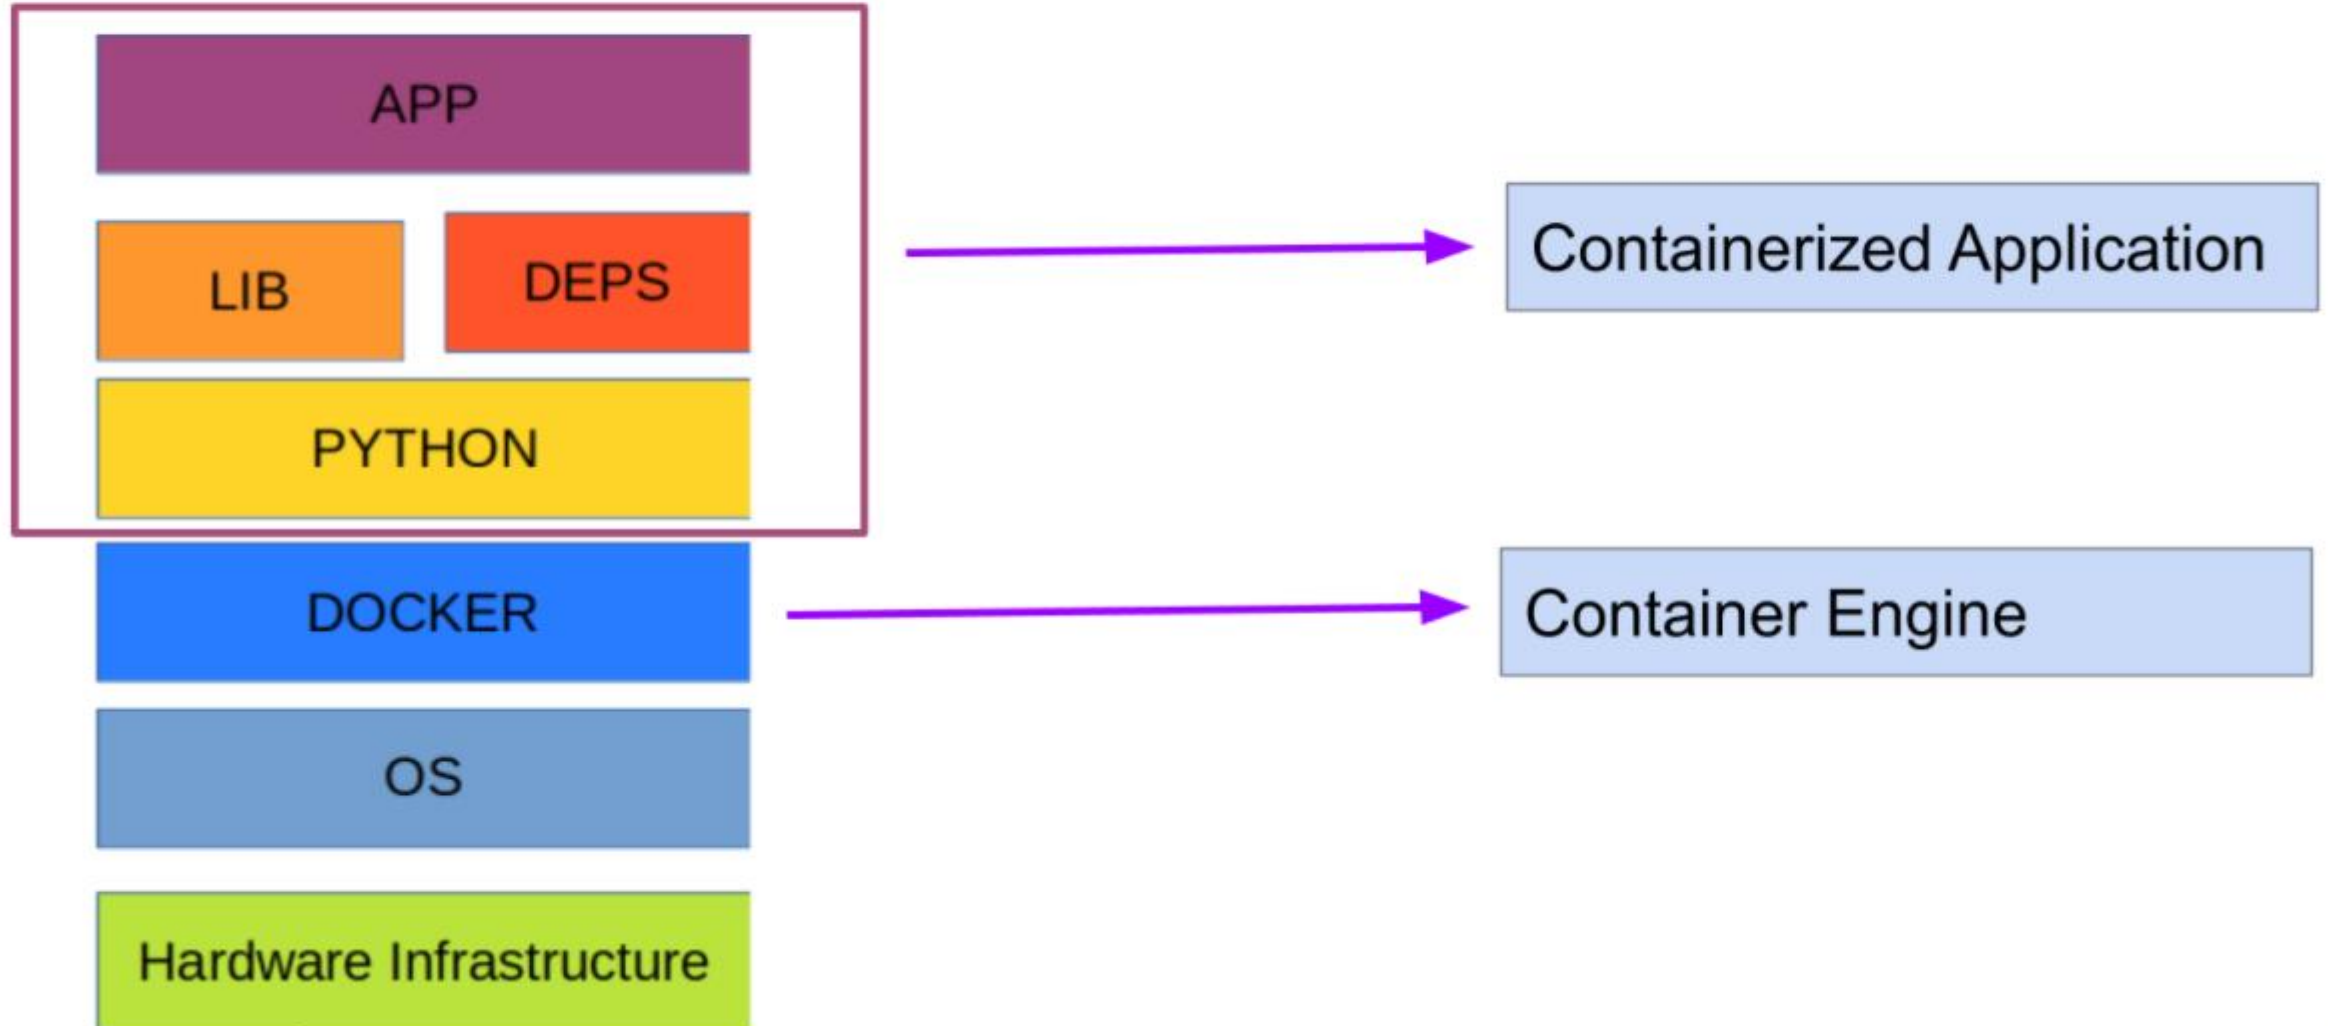 APP
LIB
DEPS
Containerized Application
PYTHON
DOCKER
Container Engine
OS
Hardware Infrastructure